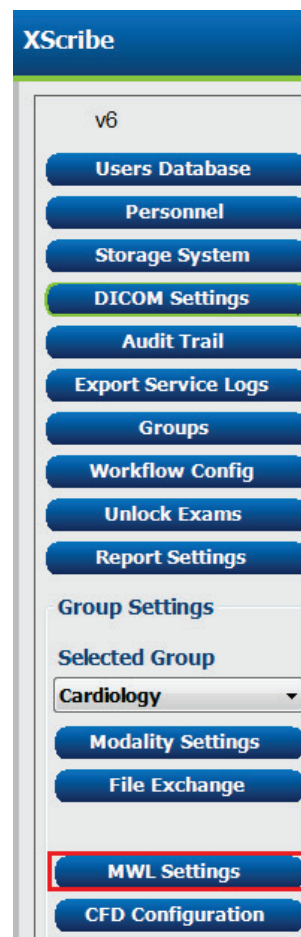 XScribe
v6
Users Database
Personnel
Storage System
DICOM Settings
Audit Trail
Export Service Logs
Groups
Workflow Config
Unlock Exams
Report Settings
Group Settings
Selected Group
Cardiology
Modality Settings
File Exchange
MWL Settings
CFD Configuration